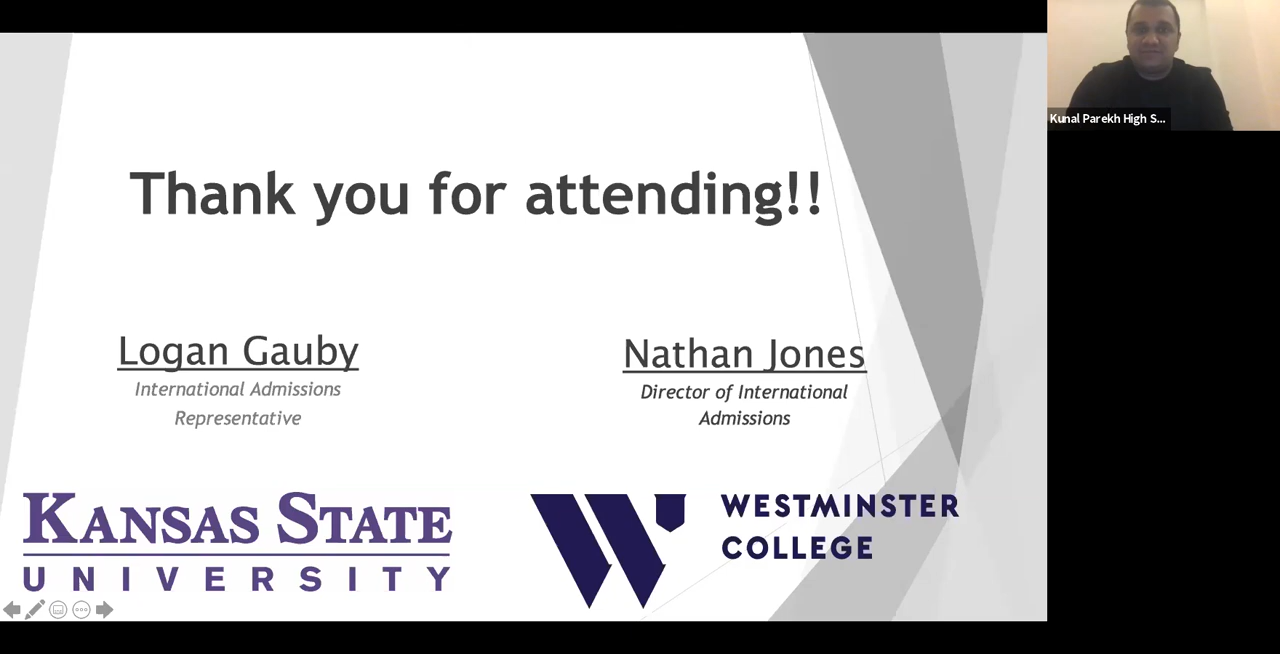 Thank you for attending!!
Logan Gauby
International Admissions
Representative
Nathan Jones
Director of International
Admissions
KANSAS STATE
UNIVERSITY
WESTMINSTER
COLLEGE
Kunal Parekh High S...